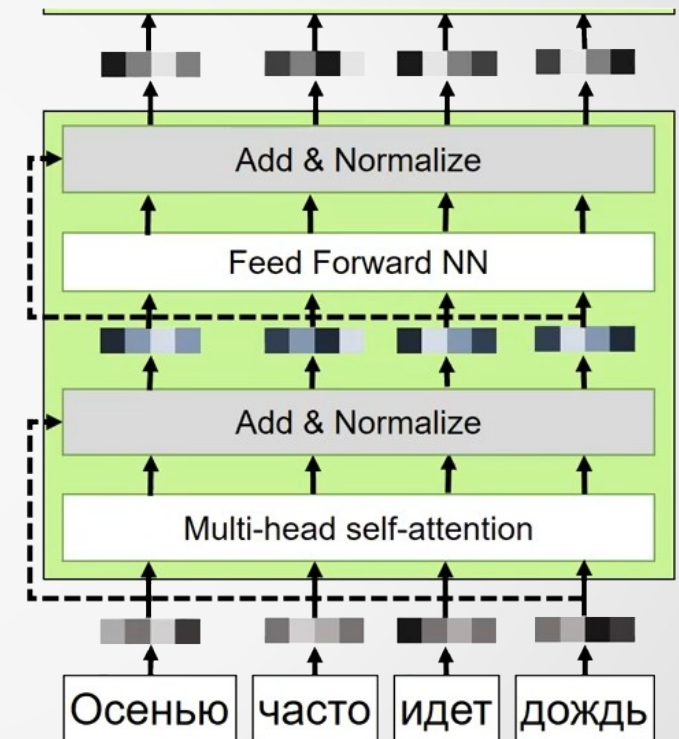 Add & Normalize
Feed Forward NN
Add & Normalize
Multi-head self-attention
Осенью часто идет дождь